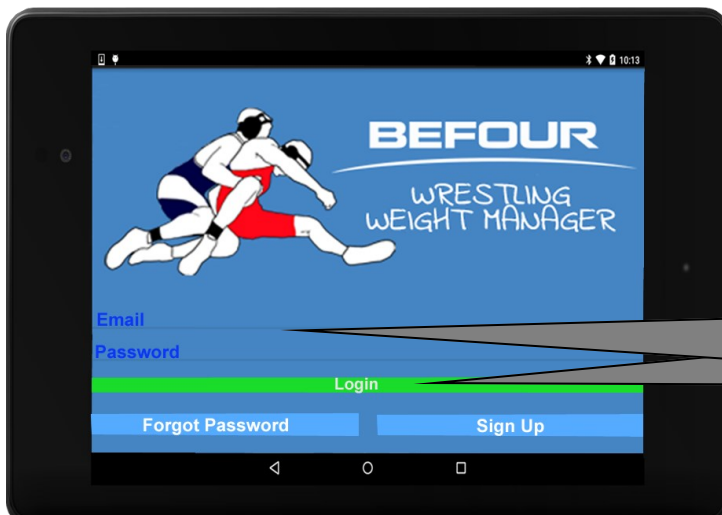 10:13
BEFOUR
WRESTLING
WEIGHT MANAGER
Email
Password
Login
Forgot Password
Sign Up